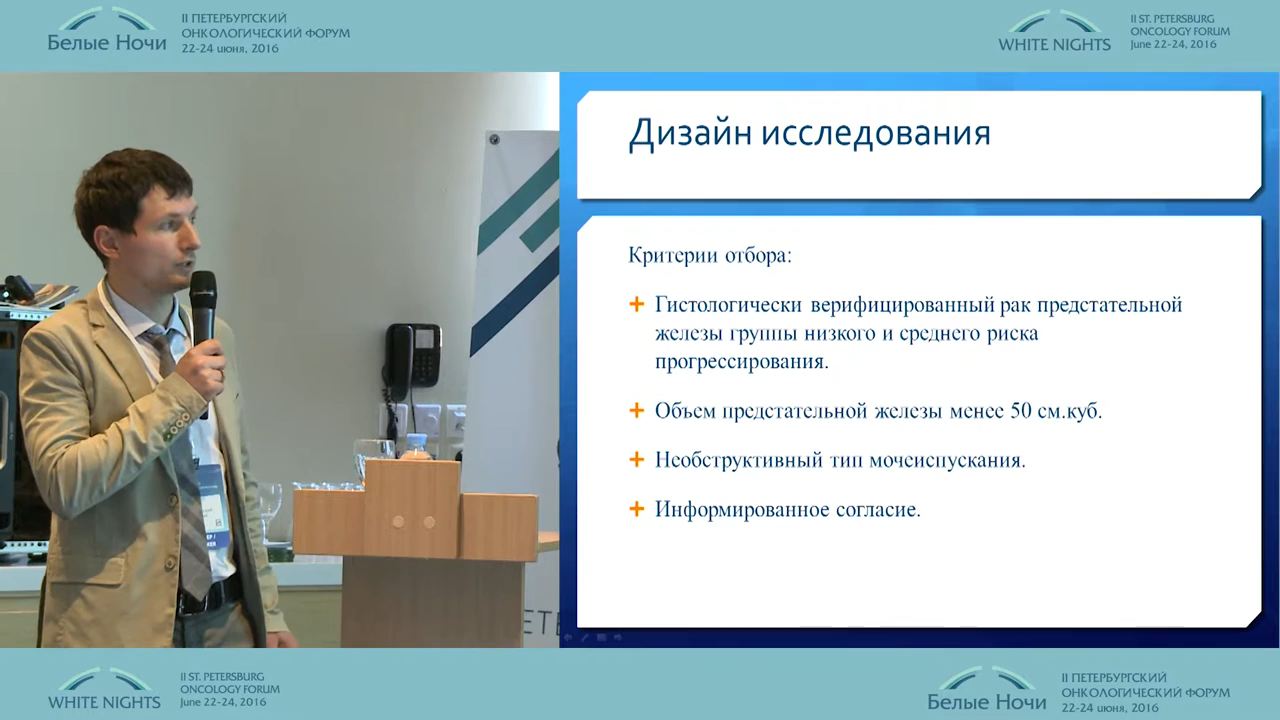 Белые Ночи
II ПЕТЕРБУРГСКИЙ
ОНКОЛОГИЧЕСКИЙ ФОРУМ
22-24 июня, 2016
WHITE NIGHTS
II ST. PETERSBURG
ONCOLOGY FORUM
June 22-24, 2016
Дизайн исследования
Критерии отбора:
Гистологически верифицированный рак предстательной
железы группы низкого и среднего риска
прогрессирования.
Объем предстательной железы менее 50 см.куб.
Необструктивный тип мочеиспускания.
Информированное согласие.
WHITE NIGHTS
II ST. PETERSBURG
ONCOLOGY FORUM
June 22-24, 2016
Белые Ночи
II ПЕТЕРБУРГСКИЙ
ОНКОЛОГИЧЕСКИЙ ФОРУМ
22-24 июня, 2016